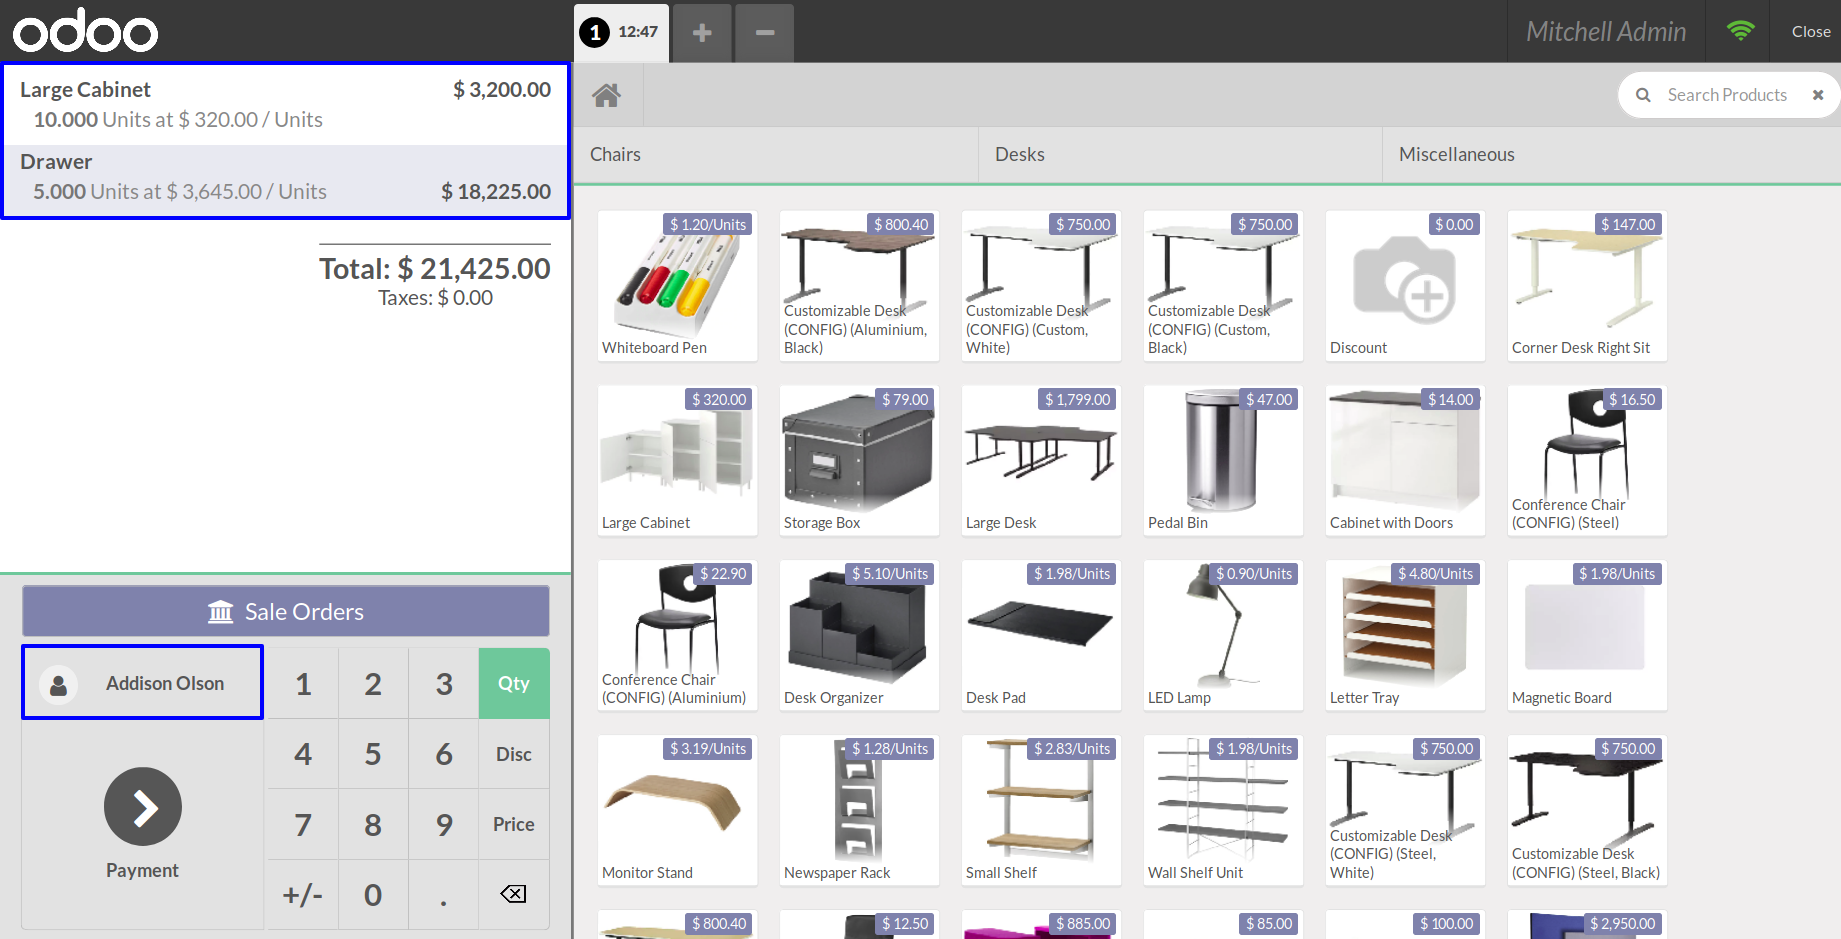 odoo
1 12:47 + −
Mitchell Admin
Close
Large Cabinet $ 3,200.00
10.000 Units at $ 320.00 / Units
Drawer
5.000 Units at $ 3,645.00 / Units $ 18,225.00
Total: $ 21,425.00
Taxes: $ 0.00
Sale Orders
Addison Olson
Payment
1 2 3 Qty
4 5 6 Disc
7 8 9 Price
+/- 0 .
Search Products
Chairs Desks Miscellaneous
$ 1.20/Units
Whiteboard Pen
$ 800.40
Customizable Desk
(CONFIG) (Aluminium,
Black)
$ 750.00
Customizable Desk
(CONFIG) (Custom,
White)
$ 750.00
Customizable Desk
(CONFIG) (Custom,
Black)
$ 0.00
Discount
$ 147.00
Corner Desk Right Sit
$ 320.00
Large Cabinet
$ 79.00
Storage Box
$ 1,799.00
Large Desk
$ 47.00
Pedal Bin
$ 14.00
Cabinet with Doors
$ 16.50
Conference Chair
(CONFIG) (Steel)
$ 22.90
Conference Chair
(CONFIG) (Aluminium)
$ 5.10/Units
Desk Organizer
$ 1.98/Units
Desk Pad
$ 0.90/Units
LED Lamp
$ 4.80/Units
Letter Tray
$ 1.98/Units
Magnetic Board
$ 3.19/Units
Monitor Stand
$ 1.28/Units
Newspaper Rack
$ 2.83/Units
Small Shelf
$ 1.98/Units
Wall Shelf Unit
$ 750.00
Customizable Desk
(CONFIG) (Steel,
White)
$ 750.00
Customizable Desk
(CONFIG) (Steel, Black)
$ 800.40
$ 12.50
$ 885.00
$ 85.00
$ 100.00
$ 2,950.00